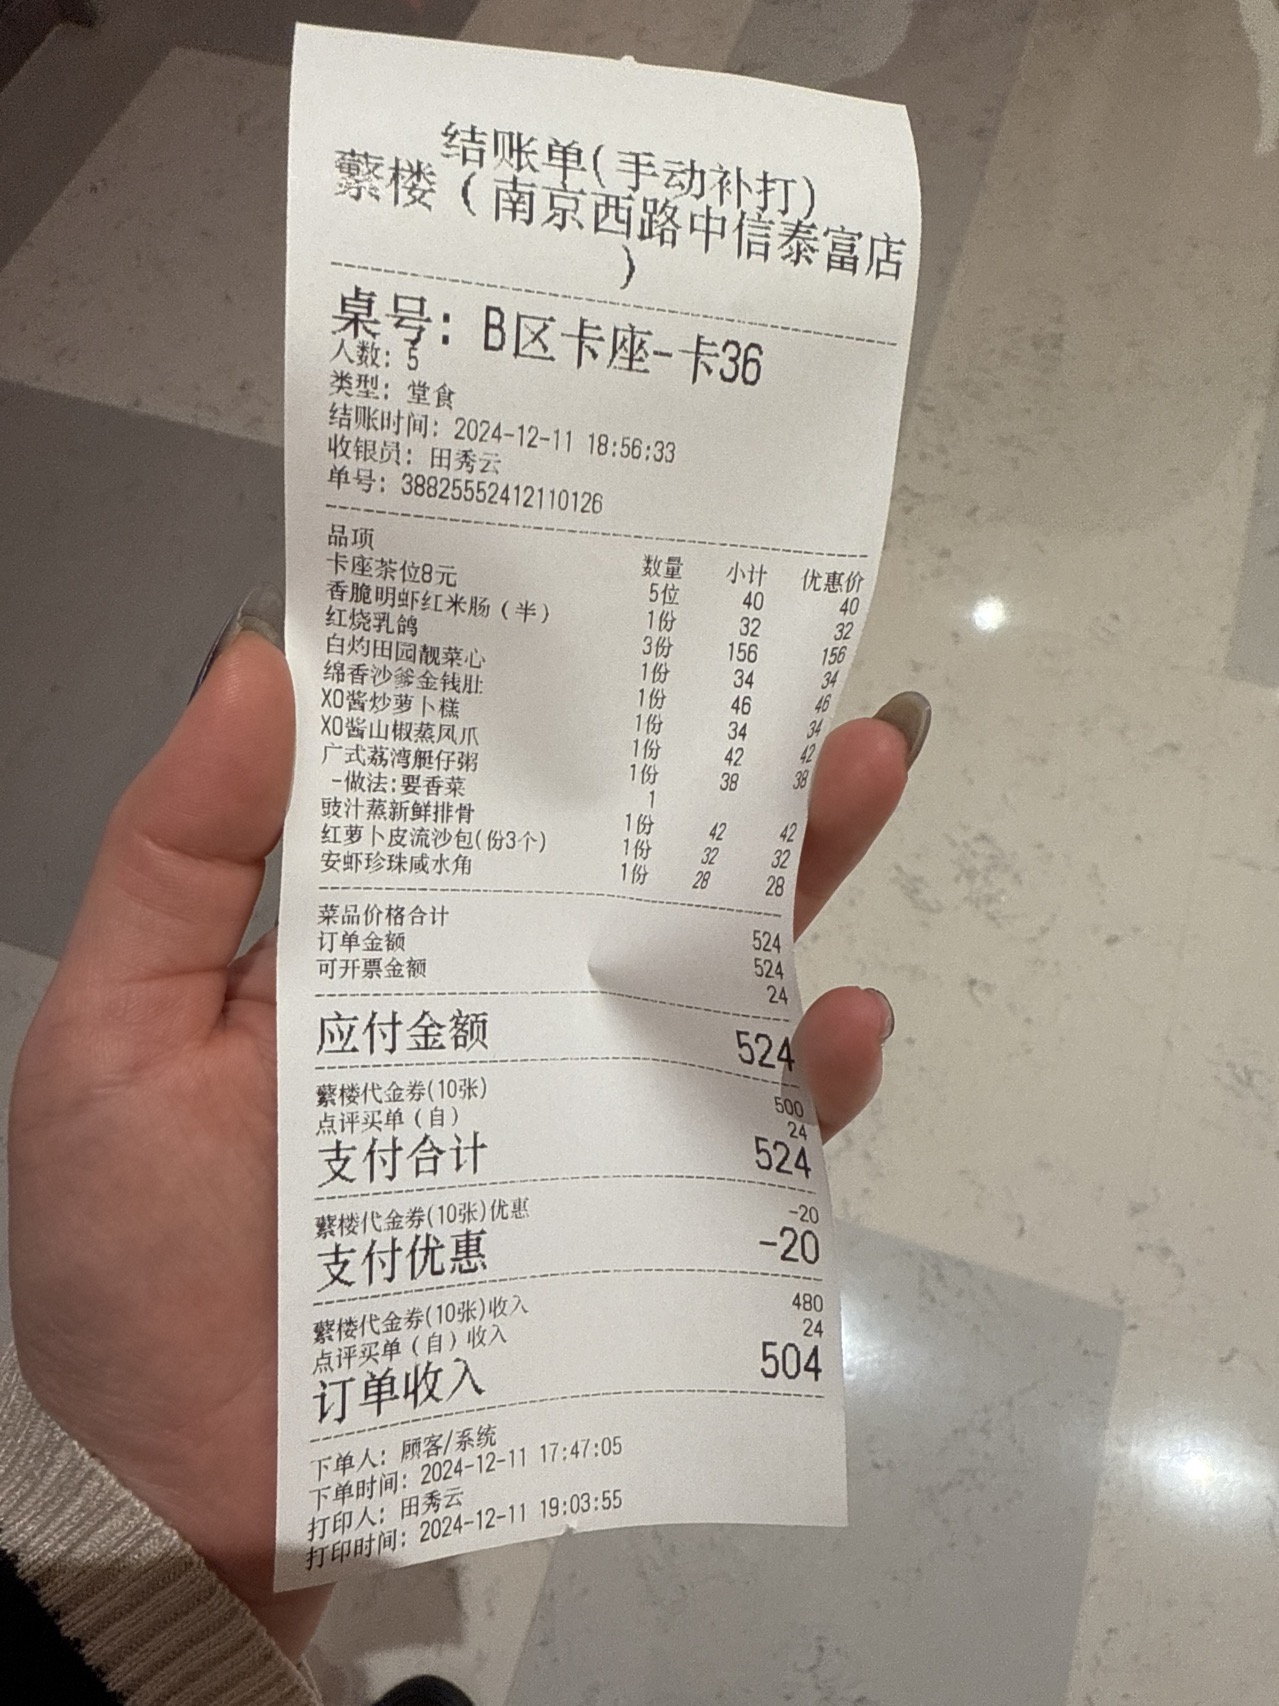 结账单(手动补打)
蘩楼（南京西路中信泰富店
）
桌号: B区卡座-卡36
人数: 5
类型: 堂食
结账时间: 2024-12-11 18:56:33
收银员: 田秀云
单号: 38825552412110126
品项 数量 小计 优惠价
卡座茶位8元 5位 40 40
香脆明虾红米肠（半） 1份 32 32
红烧乳鸽 3份 156 156
白灼田园靓菜心 1份 34 34
绵香沙爹金钱肚 1份 46 46
XO酱炒萝卜糕 1份 34 34
XO酱山椒蒸凤爪 1份 42 42
广式荔湾艇仔粥 1份 38 38
-做法:要香菜 1
豉汁蒸新鲜排骨 1份 42 42
红萝卜皮流沙包(份3个) 1份 32 32
安虾珍珠咸水角 1份 28 28
菜品价格合计 524
订单金额 524
可开票金额 24
应付金额 524
蘩楼代金券(10张) 500
点评买单（自） 24
支付合计 524
蘩楼代金券(10张)优惠 -20
支付优惠 -20
蘩楼代金券(10张)收入 480
点评买单（自）收入 24
订单收入 504
下单人: 顾客/系统
下单时间: 2024-12-11 17:47:05
打印人: 田秀云
打印时间: 2024-12-11 19:03:55